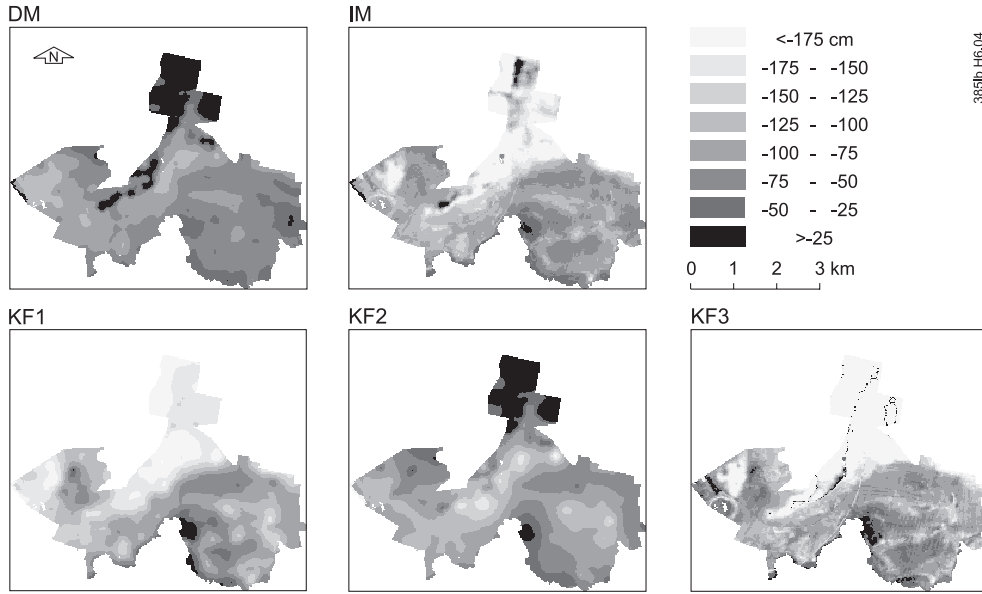 DM
IM
N
<-175 cm
-175 - -150
-150 - -125
-125 - -100
-100 - -75
-75 - -50
-50 - -25
>-25
0 1 2 3 km
385lb H6.04
KF1
KF2
KF3